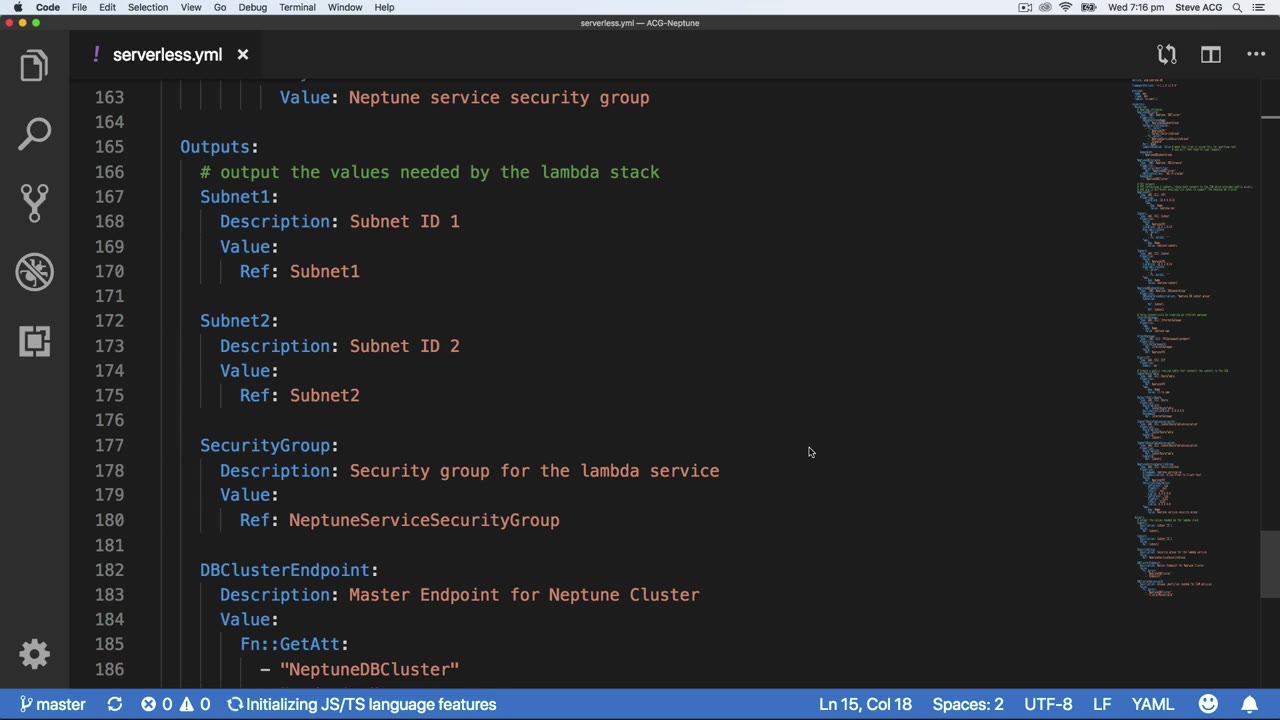 Code File Edit Selection View Go Debug Terminal Window Help Wed 7:16 pm Steve ACG
serverless.yml — ACG-Neptune
! serverless.yml ×
163 Value: Neptune service security group
164
165 Outputs:
166 # output the values needed by the lambda stack
167 Subnet1:
168 Description: Subnet ID 1
169 Value:
170 Ref: Subnet1
171
172 Subnet2:
173 Description: Subnet ID 2
174 Value:
175 Ref: Subnet2
176
177 SecurityGroup:
178 Description: Security group for the lambda service
179 Value:
180 Ref: NeptuneServiceSecurityGroup
181
182 DBClusterEndpoint:
183 Description: Master Endpoint for Neptune Cluster
184 Value:
185 Fn::GetAtt:
186 - "NeptuneDBCluster"
master 0 0 Initializing JS/TS language features Ln 15, Col 18 Spaces: 2 UTF-8 LF YAML